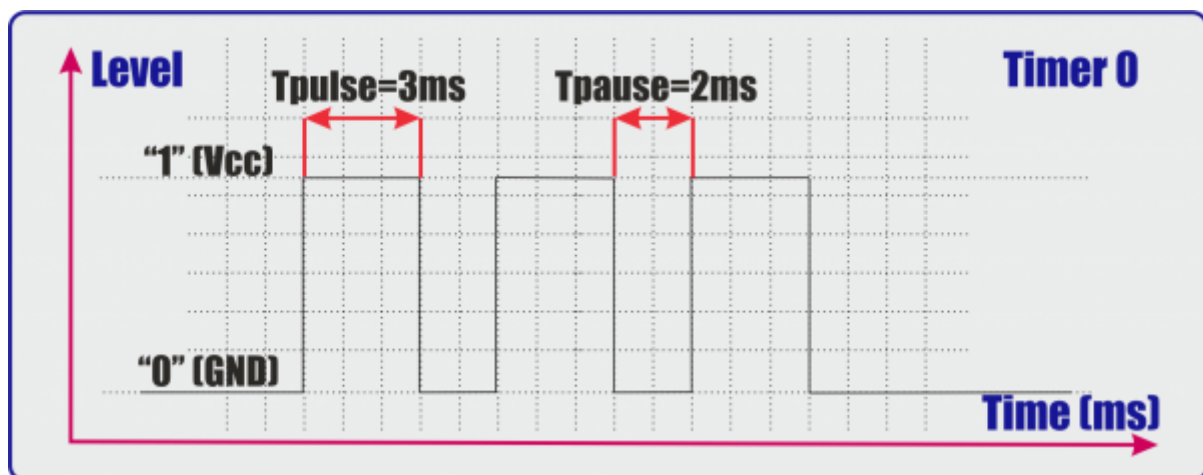 Level
Timer 0
Tpulse=3ms
Tpause=2ms
“1” (Vcc)
“0” (GND)
Time (ms)